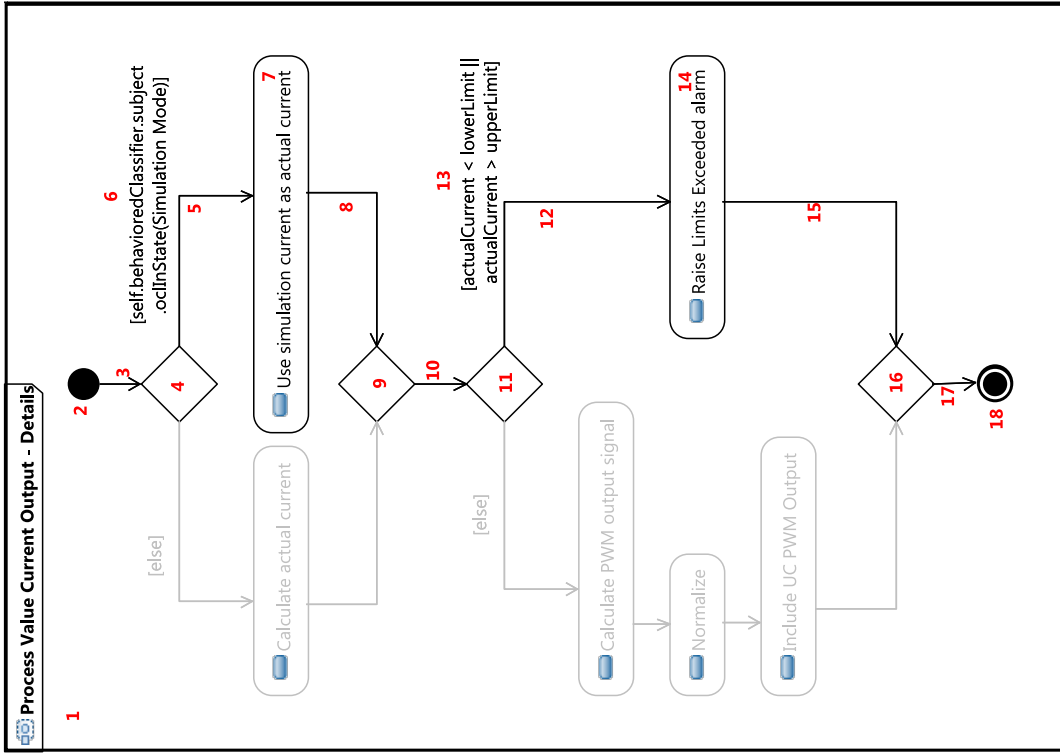 Process Value Current Output - Details
1
2
3
4
5
6
[self.behavioredClassifier.subject
.oclInState(Simulation Mode)]
[else]
7
Use simulation current as actual current
Calculate actual current
8
9
10
11
12
13
[actualCurrent < lowerLimit ||
actualCurrent > upperLimit]
[else]
14
Raise Limits Exceeded alarm
Calculate PWM output signal
Normalize
Include UC PWM Output
15
16
17
18